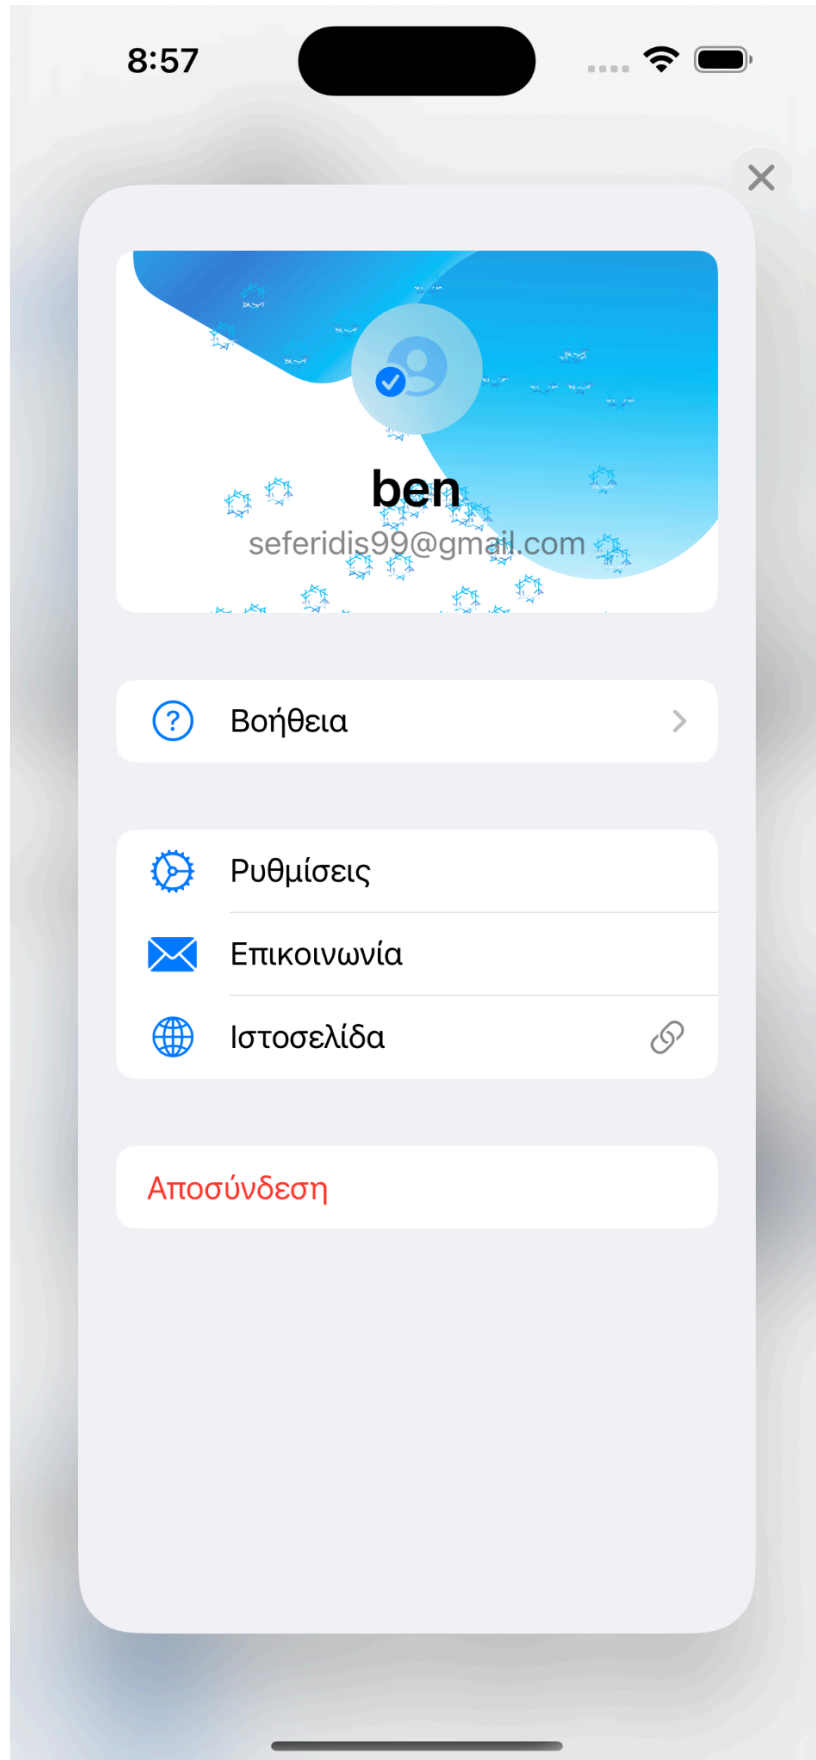 8:57
ben
seferidis99@gmail.com
Βοήθεια
Ρυθμίσεις
Επικοινωνία
Ιστοσελίδα
Αποσύνδεση